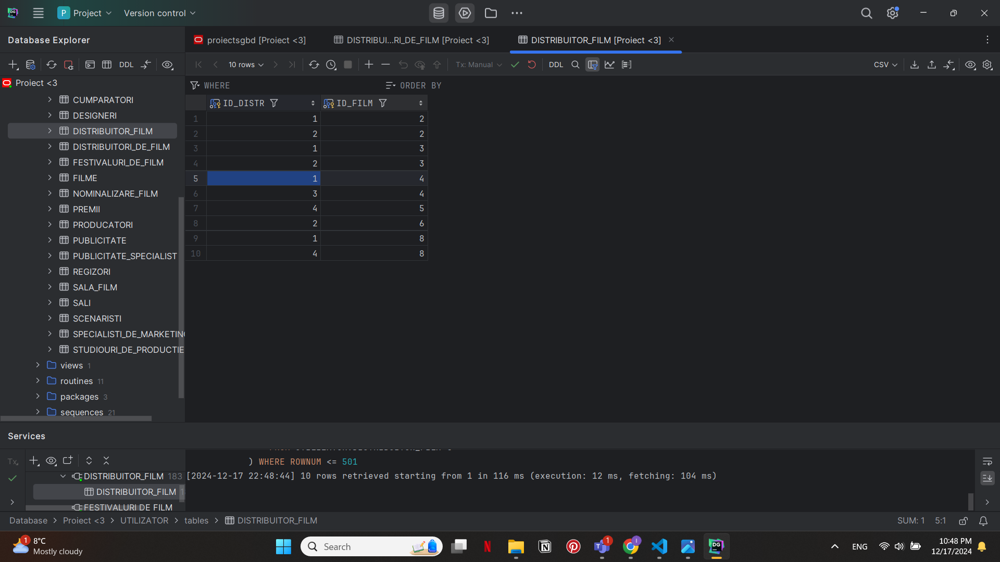 P Project Version control
Database Explorer
proiectsgbd [Proiect <3] DISTRIBUI...RI_DE_FILM [Proiect <3] DISTRIBUITOR_FILM [Proiect <3]
DDL 10 rows Tx: Manual DDL CSV
Proiect <3
WHERE ORDER BY
CUMPARATORI
DESIGNERI
DISTRIBUITOR_FILM
DISTRIBUITORI_DE_FILM
FESTIVALURI_DE_FILM
FILME
NOMINALIZARE_FILM
PREMII
PRODUCATORI
PUBLICITATE
PUBLICITATE_SPECIALIST
REGIZORI
SALA_FILM
SALI
SCENARISTI
SPECIALISTI_DE_MARKETING
STUDIOURI_DE_PRODUCTIE
views 1
routines 11
packages 3
sequences 21
ID_DISTR ID_FILM
1 1 2
2 2 2
3 1 3
4 2 3
5 1 4
6 3 4
7 4 5
8 2 6
9 1 8
10 4 8
Services
Tx
DISTRIBUITOR_FILM 183
DISTRIBUITOR_FILM
FESTIVALURI DE FILM
) WHERE ROWNUM <= 501
[2024-12-17 22:48:44] 10 rows retrieved starting from 1 in 116 ms (execution: 12 ms, fetching: 104 ms)
Database > Proiect <3 > UTILIZATOR > tables > DISTRIBUITOR_FILM SUM: 1 5:1
1 8°C
Mostly cloudy
Search
N
1
I
DG
ENG
10:48 PM
12/17/2024